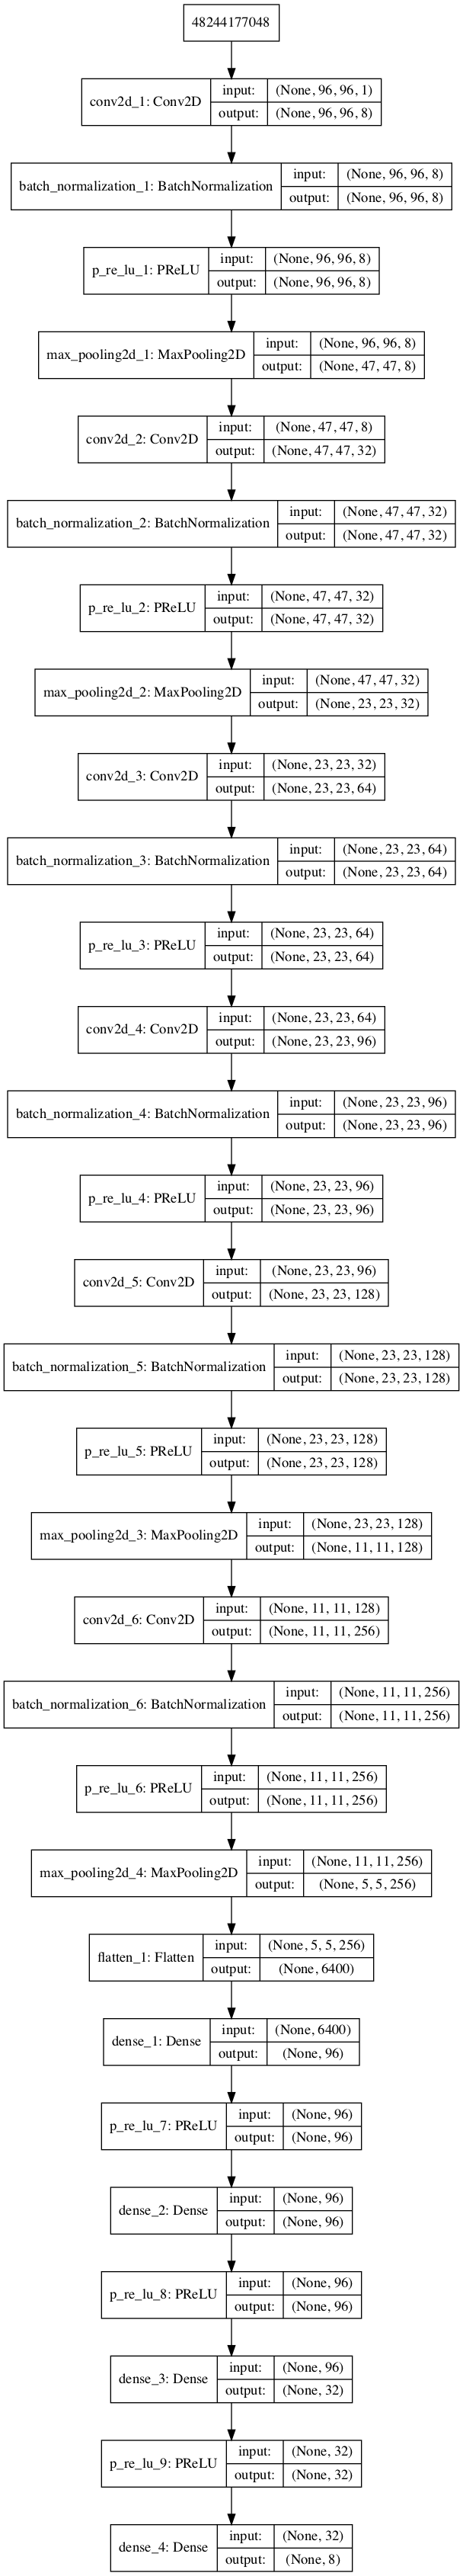 48244177048
conv2d_1: Conv2D input: (None, 96, 96, 1)
output: (None, 96, 96, 8)
batch_normalization_1: BatchNormalization input: (None, 96, 96, 8)
output: (None, 96, 96, 8)
p_re_lu_1: PReLU input: (None, 96, 96, 8)
output: (None, 96, 96, 8)
max_pooling2d_1: MaxPooling2D input: (None, 96, 96, 8)
output: (None, 47, 47, 8)
conv2d_2: Conv2D input: (None, 47, 47, 8)
output: (None, 47, 47, 32)
batch_normalization_2: BatchNormalization input: (None, 47, 47, 32)
output: (None, 47, 47, 32)
p_re_lu_2: PReLU input: (None, 47, 47, 32)
output: (None, 47, 47, 32)
max_pooling2d_2: MaxPooling2D input: (None, 47, 47, 32)
output: (None, 23, 23, 32)
conv2d_3: Conv2D input: (None, 23, 23, 32)
output: (None, 23, 23, 64)
batch_normalization_3: BatchNormalization input: (None, 23, 23, 64)
output: (None, 23, 23, 64)
p_re_lu_3: PReLU input: (None, 23, 23, 64)
output: (None, 23, 23, 64)
conv2d_4: Conv2D input: (None, 23, 23, 64)
output: (None, 23, 23, 96)
batch_normalization_4: BatchNormalization input: (None, 23, 23, 96)
output: (None, 23, 23, 96)
p_re_lu_4: PReLU input: (None, 23, 23, 96)
output: (None, 23, 23, 96)
conv2d_5: Conv2D input: (None, 23, 23, 96)
output: (None, 23, 23, 128)
batch_normalization_5: BatchNormalization input: (None, 23, 23, 128)
output: (None, 23, 23, 128)
p_re_lu_5: PReLU input: (None, 23, 23, 128)
output: (None, 23, 23, 128)
max_pooling2d_3: MaxPooling2D input: (None, 23, 23, 128)
output: (None, 11, 11, 128)
conv2d_6: Conv2D input: (None, 11, 11, 128)
output: (None, 11, 11, 256)
batch_normalization_6: BatchNormalization input: (None, 11, 11, 256)
output: (None, 11, 11, 256)
p_re_lu_6: PReLU input: (None, 11, 11, 256)
output: (None, 11, 11, 256)
max_pooling2d_4: MaxPooling2D input: (None, 11, 11, 256)
output: (None, 5, 5, 256)
flatten_1: Flatten input: (None, 5, 5, 256)
output: (None, 6400)
dense_1: Dense input: (None, 6400)
output: (None, 96)
p_re_lu_7: PReLU input: (None, 96)
output: (None, 96)
dense_2: Dense input: (None, 96)
output: (None, 96)
p_re_lu_8: PReLU input: (None, 96)
output: (None, 96)
dense_3: Dense input: (None, 96)
output: (None, 32)
p_re_lu_9: PReLU input: (None, 32)
output: (None, 32)
dense_4: Dense input: (None, 32)
output: (None, 8)